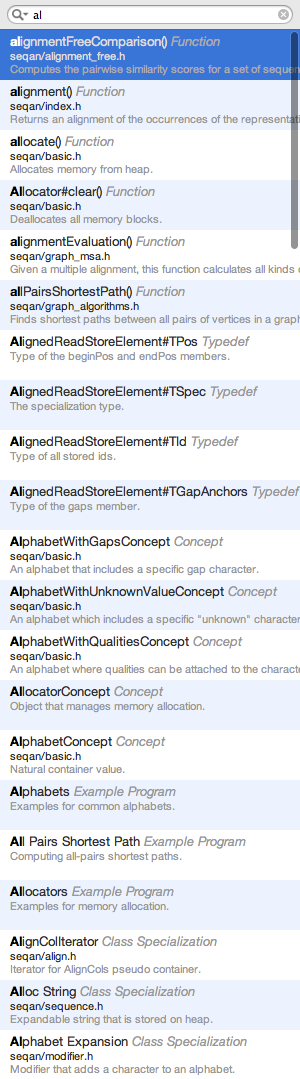 al
alignmentFreeComparison() Function
seqan/alignment_free.h
Computes the pairwise similarity scores for a set of
alignment() Function
seqan/index.h
Returns an alignment of the occurrences of the
allocate() Function
seqan/basic.h
Allocates memory from heap.
Allocator#clear() Function
seqan/basic.h
Deallocates all memory blocks.
alignmentEvaluation() Function
seqan/graph_msa.h
Given a multiple alignment, this function calculates all kinds
allPairsShortestPath() Function
seqan/graph_algorithms.h
Finds shortest paths between all pairs of vertices in a
AlignedReadStoreElement#TPos Typedef
Type of the beginPos and endPos members.
AlignedReadStoreElement#TSpec Typedef
The specialization type.
AlignedReadStoreElement#TId Typedef
Type of all stored ids.
AlignedReadStoreElement#TGapAnchors Typedef
Type of the gaps member.
AlphabetWithGapsConcept Concept
seqan/basic.h
An alphabet that includes a specific gap character.
AlphabetWithUnknownValueConcept Concept
seqan/basic.h
An alphabet which includes a specific "unknown" character
AlphabetWithQualitiesConcept Concept
seqan/basic.h
An alphabet where qualities can be attached to the
AllocatorConcept Concept
Object that manages memory allocation.
AlphabetConcept Concept
seqan/basic.h
Natural container value.
Alphabets Example Program
Examples for common alphabets.
All Pairs Shortest Path Example Program
Computing all-pairs shortest paths.
Allocators Example Program
Examples for memory allocation.
AlignColIterator Class Specialization
seqan/align.h
Iterator for AlignCols pseudo container.
Alloc String Class Specialization
seqan/sequence.h
Expandable string that is stored on heap.
Alphabet Expansion Class Specialization
seqan/modifier.h
Modifier that adds a character to an alphabet.